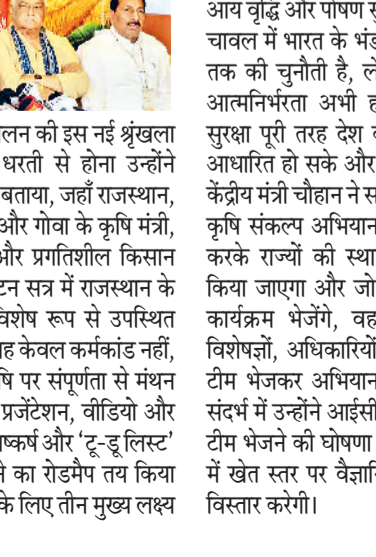 लन की इस नई श्रृंखला
धरती से होना उन्होंने
बताया, जहाँ राजस्थान,
और गोवा के कृषि मंत्री,
और प्रगतिशील किसान
टन सत्र में राजस्थान के
विशेष रूप से उपस्थित
ह केवल कर्मकांड नहीं,
षि पर संपूर्णता से मंथन
प्रजेंटेशन, वीडियो और
ष्कर्ष और ‘टू-डू लिस्ट’
ने का रोडमैप तय किया
के लिए तीन मुख्य लक्ष्य
आय वृद्धि और पोषण सु
चावल में भारत के भंड
तक की चुनौती है, ले
आत्मनिर्भरता अभी ह
सुरक्षा पूरी तरह देश
आधारित हो सके और
केंद्रीय मंत्री चौहान ने स
कृषि संकल्प अभियान
करके राज्यों की स्था
किया जाएगा और जो
कार्यक्रम भेजेंगे, वह
विशेषज्ञों, अधिकारियों
टीम भेजकर अभियान
संदर्भ में उन्होंने आईसी
टीम भेजने की घोषणा
में खेत स्तर पर वैज्ञानि
विस्तार करेगी।